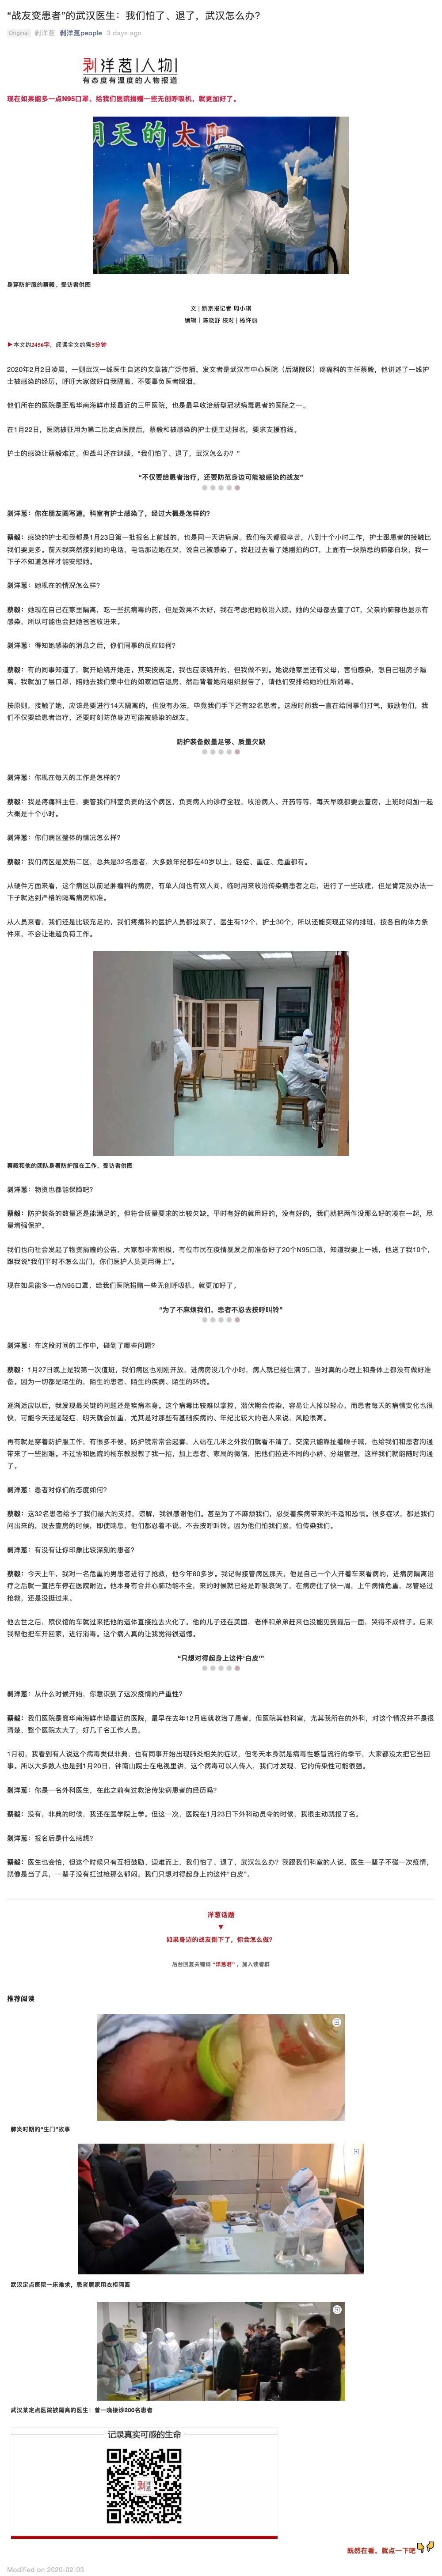 “战友变患者”的武汉医生：我们怕了、退了，武汉怎么办？
Original 剥洋葱 剥洋葱people 3 days ago
剥洋葱|人物|
有态度有温度的人物报道
现在如果能多一点N95口罩，给我们医院捐赠一些无创呼吸机，就更加好了。
明天的太阳
身穿防护服的蔡毅。受访者供图
文 | 新京报记者 周小琪
编辑 | 陈晓舒 校对 | 杨许丽
►本文约2456字，阅读全文约需5分钟
2020年2月2日凌晨，一则武汉一线医生自述的文章被广泛传播。发文者是武汉市中心医院（后湖院区）疼痛科的主任蔡毅，他讲述了一线护
士被感染的经历，呼吁大家做好自我隔离，不要辜负医者眼泪。
他们所在的医院是距离华南海鲜市场最近的三甲医院，也是最早收治新型冠状病毒患者的医院之一。
在1月22日，医院被征用为第二批定点医院后，蔡毅和被感染的护士便主动报名，要求支援前线。
护士的感染让蔡毅难过。但战斗还在继续，“我们怕了、退了，武汉怎么办？”
“不仅要给患者治疗，还要防范身边可能被感染的战友”
剥洋葱：你在朋友圈写道，科室有护士感染了，经过大概是怎样的？
蔡毅：感染的护士和我都是1月23日第一批报名上前线的，也是同一天进病房。我们每天都很辛苦，八到十个小时工作，护士跟患者的接触比
我们要更多。前天我突然接到她的电话，电话那边她在哭，说自己被感染了。我赶过去看了她刚拍的CT，上面有一块熟悉的肺部白块，我一
下子不知道怎样才能安慰她。
剥洋葱：她现在的情况怎么样？
蔡毅：她现在自己在家里隔离，吃一些抗病毒的药，但是效果不太好，我在考虑把她收治入院。她的父母都去查了CT，父亲的肺部也显示有
感染，所以可能也会把她爸爸收进来。
剥洋葱：得知她感染的消息之后，你们同事的反应如何？
蔡毅：有的同事知道了，就开始绕开她走。其实按规定，我也应该绕开的，但我做不到。她说她家里还有父母，害怕感染，想自己租房子隔
离，我就加了层口罩，陪她去我们集中住的如家酒店退房，然后背着她向组织报告了，请他们安排给她的住所消毒。
按原则，接触了她，应该是要进行14天隔离的，但没有办法，毕竟我们手下还有32名患者。这段时间我一直在给同事们打气，鼓励他们，我
们不仅要给患者治疗，还要时刻防范身边可能被感染的战友。
防护装备数量足够、质量欠缺
剥洋葱：你现在每天的工作是怎样的？
蔡毅：我是疼痛科主任，要管我们科室负责的这个病区，负责病人的诊疗全程，收治病人、开药等等，每天早晚都要去查房，上班时间加一起
大概是十个小时。
剥洋葱：你们病区整体的情况怎么样？
蔡毅：我们病区是发热二区，总共是32名患者，大多数年纪都在40岁以上，轻症、重症、危重都有。
从硬件方面来看，这个病区以前是肿瘤科的病房，有单人间也有双人间，临时用来收治传染病患者之后，进行了一些改建，但是肯定没办法一
下子就达到严格的隔离病房标准。
从人员来看，我们还是比较充足的，我们疼痛科的医护人员都过来了，医生有12个，护士30个，所以还能实现正常的排班，按各自的体力条
件来，不会让谁超负荷工作。
蔡毅和他的团队身着防护服在工作。受访者供图
剥洋葱：物资也都能保障吧？
蔡毅：防护装备的数量还是能满足的，但符合质量要求的比较欠缺。平时有好的就用好的，没有好的，我们就把两件没那么好的凑在一起，尽
量增强保护。
我们也向社会发起了物资捐赠的公告，大家都非常积极，有位市民在疫情暴发之前准备好了20个N95口罩，知道我要上一线，他送了我10个，
跟我说“我们平时不怎么出门，你们医护人员更用得上”。
现在如果能多一点N95口罩、给我们医院捐赠一些无创呼吸机，就更加好了。
“为了不麻烦我们，患者不忍去按呼叫铃”
剥洋葱：在这段时间的工作中，碰到了哪些问题？
蔡毅：1月27日晚上是我第一次值班，我们病区也刚刚开放，进病房没几个小时，病人就已经住满了，当时真的心理上和身体上都没有做好准
备。因为一切都是陌生的，陌生的患者、陌生的疾病、陌生的环境。
逐渐适应以后，我发现最关键的问题还是疾病本身。这个病毒比较难以掌控，潜伏期会传染，容易让人掉以轻心，而患者每天的病情变化也很
快，可能今天还是轻症，明天就会加重，尤其是对那些有基础疾病的、年纪比较大的老人来说，风险很高。
再有就是穿着防护服工作，有很多不便，防护镜常常会起雾，人站在几米之外我们就看不清了，交流只能靠扯着嗓子喊，也给我们和患者沟通
带来了一些困难。不过协和医院的杨东教授教了我一招，加上患者、家属的微信，把他们拉进不同的小群、分组管理，这样我们就能随时沟通
了。
剥洋葱：患者对你们的态度如何？
蔡毅：这32名患者给予了我们最大的支持，谅解，我很感谢他们。甚至为了不麻烦我们，忍受着疾病带来的不适和恐慌。很多症状，都是我们
问出来的，没去查房的时候，即使喘息，他们都忍着不说，不去按呼叫铃。因为他们怕我们累，怕传染我们。
剥洋葱：有没有让你印象比较深刻的患者？
蔡毅：今天上午，我对一名危重的男患者进行了抢救，他今年60多岁。我记得接管病区那天，他是自己一个人开着车来看病的，进病房隔离治
疗之后就一直把车停在医院附近。他本身有合并心肺功能不全，来的时候就已经是呼吸衰竭了，在病房住了快一周，上午病情危重，尽管经过
抢救，还是没挺过来。
他去世之后，殡仪馆的车就过来把他的遗体直接拉去火化了。他的儿子还在美国，老伴和弟弟赶来也没能见到最后一面，哭得不成样子。后来
我帮他把车开回家，进行消毒。这个病人真的让我觉得很遗憾。
“只想对得起身上这件‘白皮’”
剥洋葱：从什么时候开始，你意识到了这次疫情的严重性？
蔡毅：我们医院是离华南海鲜市场最近的医院，最早在去年12月底就收治了患者。但医院其他科室，尤其我所在的外科，对这个情况并不是很
清楚，整个医院太大了，好几千名工作人员。
1月初，我看到有人说这个病毒类似非典，也有同事开始出现肺炎相关的症状，但冬天本身就是病毒性感冒流行的季节，大家都没太把它当回
事。所以大多数人也是到1月20日，钟南山院士在电视里讲，这个病毒可以人传人，我们才发现，它的传染性可能很强。
剥洋葱：你是一名外科医生，在此之前有过救治传染病患者的经历吗？
蔡毅：没有，非典的时候，我还在医学院上学。但这一次，医院在1月23日下外科动员令的时候、我很主动就报了名。
剥洋葱：报名后是什么感想？
蔡毅：医生也会怕，但这个时候只有互相鼓励、迎难而上，我们怕了、退了，武汉怎么办？我跟我们科室的人说，医生一辈子不碰一次疫情，
就像是当了兵，一辈子没有扛过枪那么郁闷。我们只想对得起身上的这件“白皮”。
洋葱话题
▼
如果身边的战友倒下了，你会怎么做？
后台回复关键词 “洋葱君” ，加入读者群
推荐阅读
肺炎时期的“生门”故事
武汉定点医院一床难求，患者居家用衣柜隔离
武汉某定点医院被隔离的医生：曾一晚接诊200名患者
记录真实可感的生命
剥洋葱
既然在看，就点一下吧
Modified on 2020-02-03